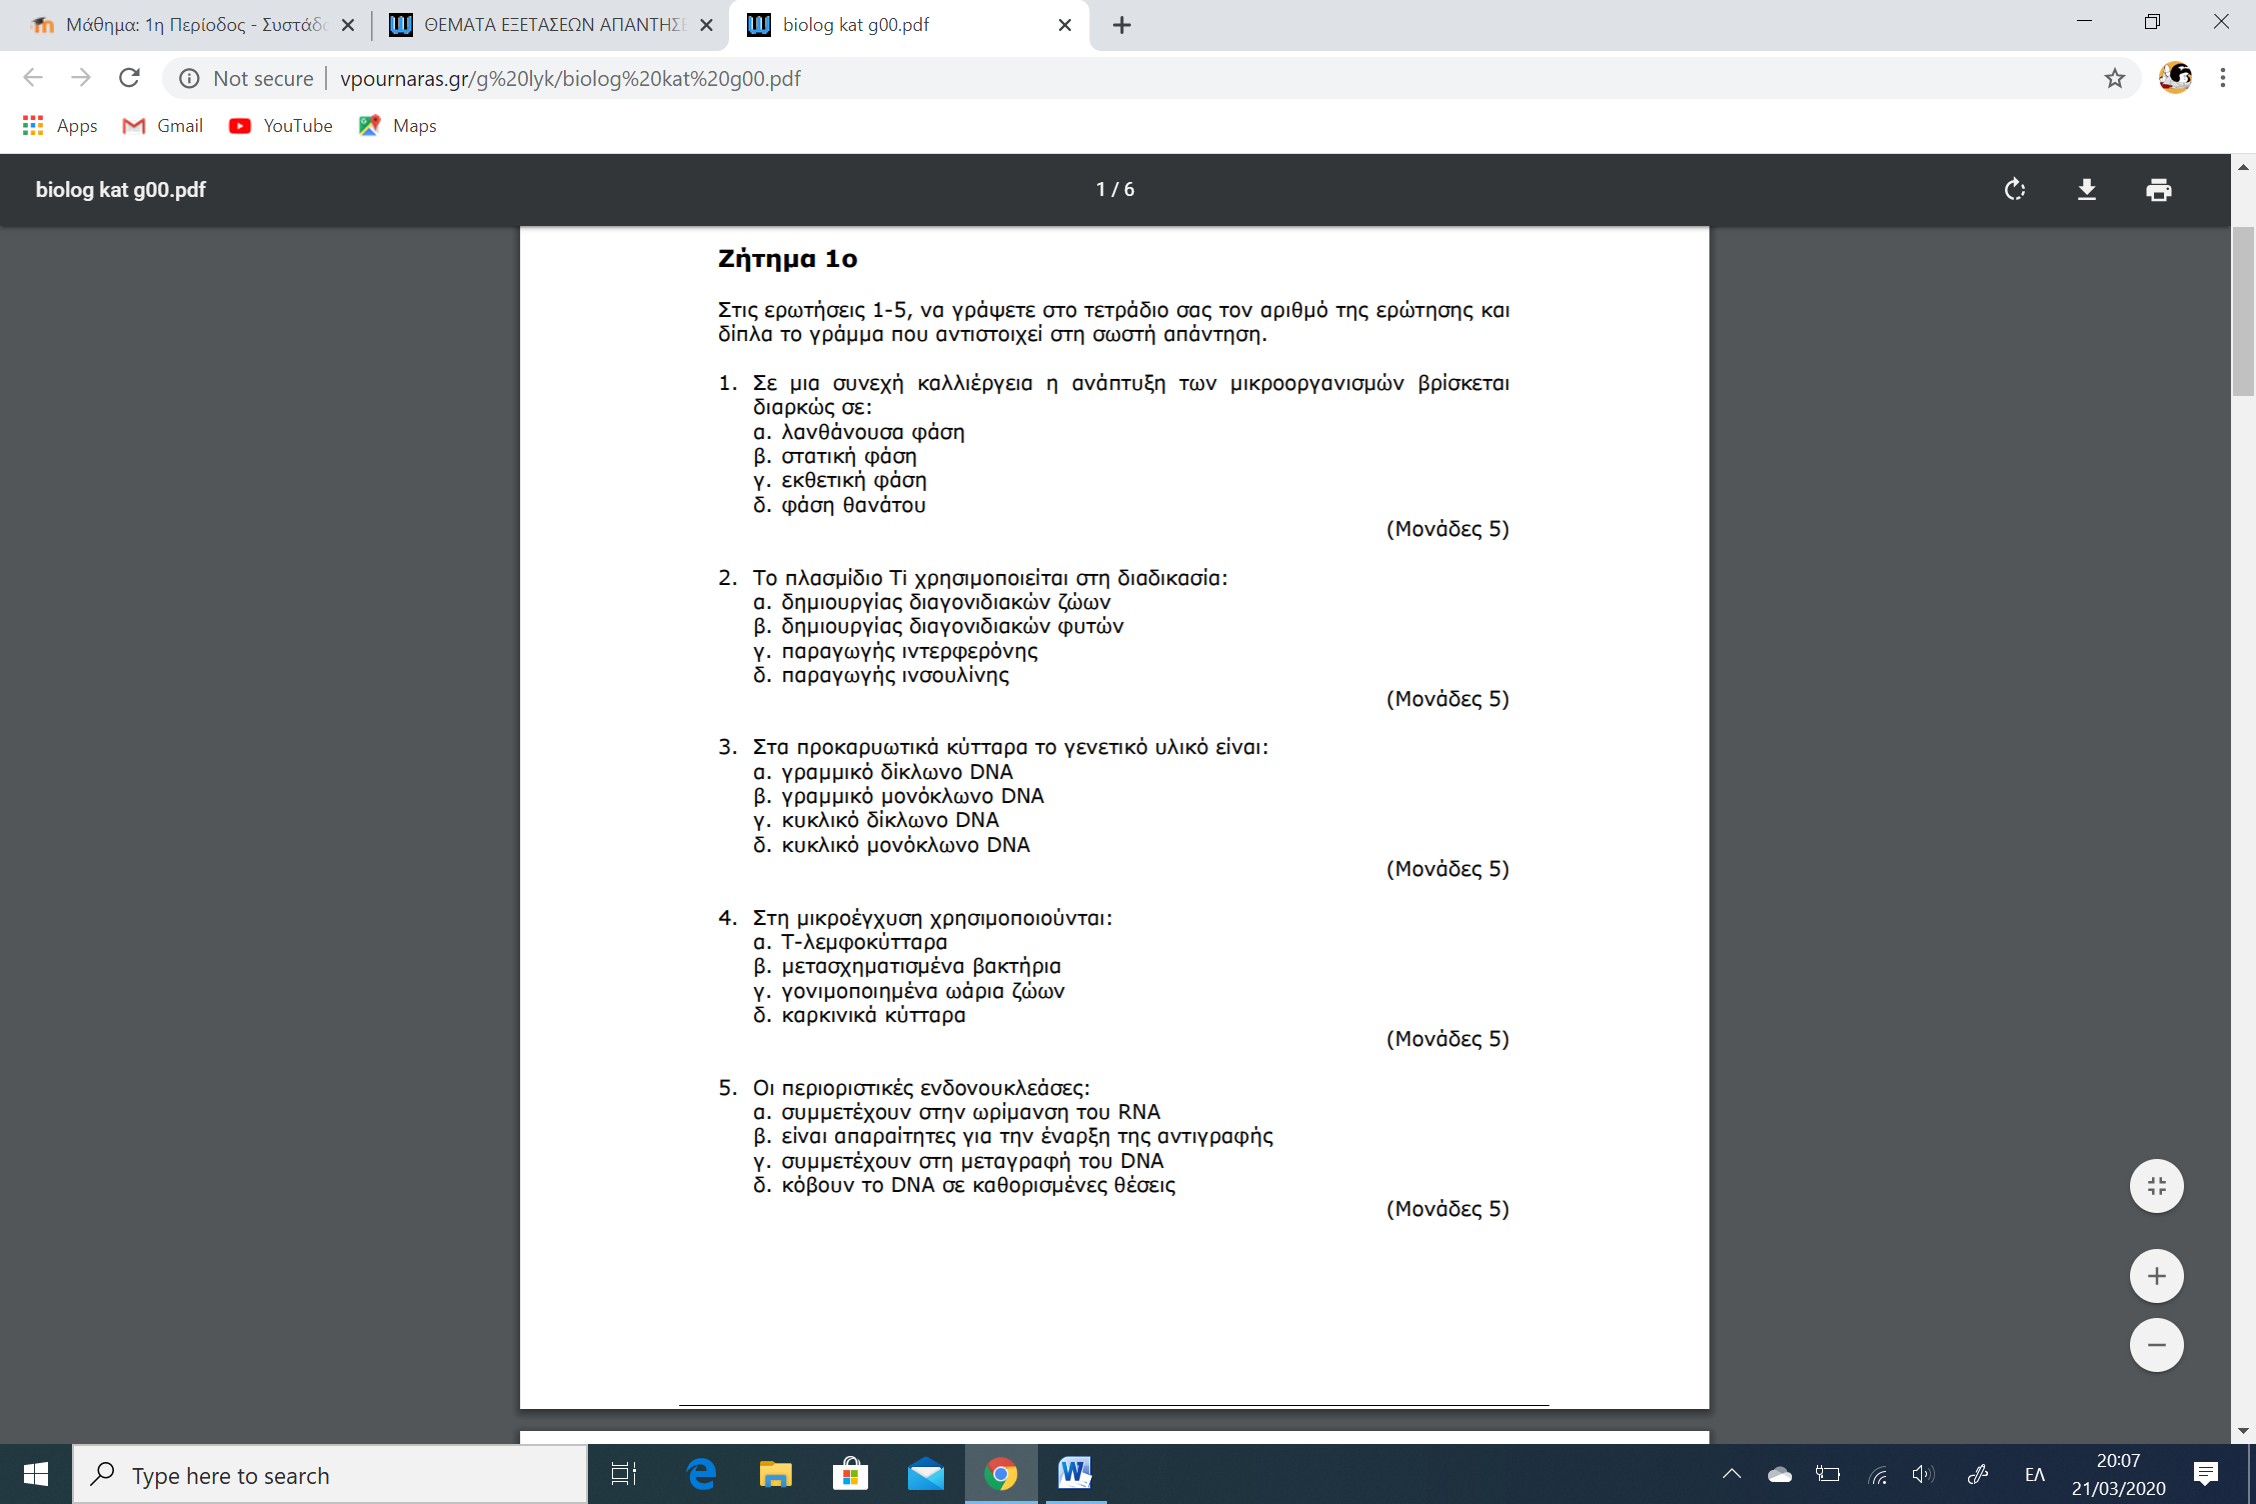 Μάθημα: 1η Περίοδος - Συστάδα
ΘΕΜΑΤΑ ΕΞΕΤΑΣΕΩΝ ΑΠΑΝΤΗΣΕ
biolog kat g00.pdf
Not secure
vpournaras.gr/g%20lyk/biolog%20kat%20g00.pdf
Apps
Gmail
YouTube
Maps
biolog kat g00.pdf
1 / 6
Ζήτημα 1ο
Στις ερωτήσεις 1-5, να γράψετε στο τετράδιο σας τον αριθμό της ερώτησης και
δίπλα το γράμμα που αντιστοιχεί στη σωστή απάντηση.
1. Σε μια συνεχή καλλιέργεια η ανάπτυξη των μικροοργανισμών βρίσκεται
διαρκώς σε:
α. λανθάνουσα φάση
β. στατική φάση
γ. εκθετική φάση
δ. φάση θανάτου
(Μονάδες 5)
2. Το πλασμίδιο Ti χρησιμοποιείται στη διαδικασία:
α. δημιουργίας διαγονιδιακών ζώων
β. δημιουργίας διαγονιδιακών φυτών
γ. παραγωγής ιντερφερόνης
δ. παραγωγής ινσουλίνης
(Μονάδες 5)
3. Στα προκαρυωτικά κύτταρα το γενετικό υλικό είναι:
α. γραμμικό δίκλωνο DNA
β. γραμμικό μονόκλωνο DNA
γ. κυκλικό δίκλωνο DNA
δ. κυκλικό μονόκλωνο DNA
(Μονάδες 5)
4. Στη μικροέγχυση χρησιμοποιούνται:
α. Τ-λεμφοκύτταρα
β. μετασχηματισμένα βακτήρια
γ. γονιμοποιημένα ωάρια ζώων
δ. καρκινικά κύτταρα
(Μονάδες 5)
5. Οι περιοριστικές ενδονουκλεάσες:
α. συμμετέχουν στην ωρίμανση του RNA
β. είναι απαραίτητες για την έναρξη της αντιγραφής
γ. συμμετέχουν στη μεταγραφή του DNA
δ. κόβουν το DNA σε καθορισμένες θέσεις
(Μονάδες 5)
Type here to search
ΕΛ
20:07
21/03/2020